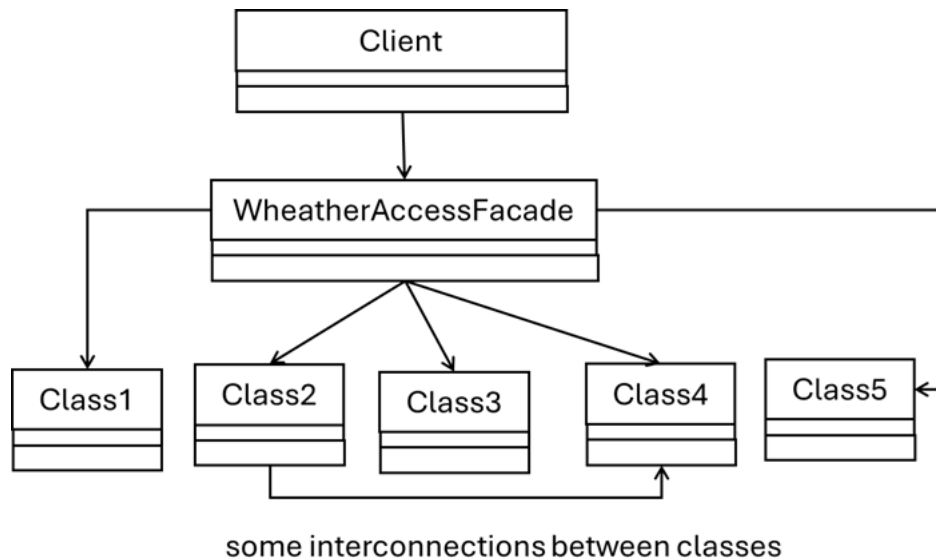 Client
WheatherAccessFacade
Class1
Class2
Class3
Class4
Class5
some interconnections between classes